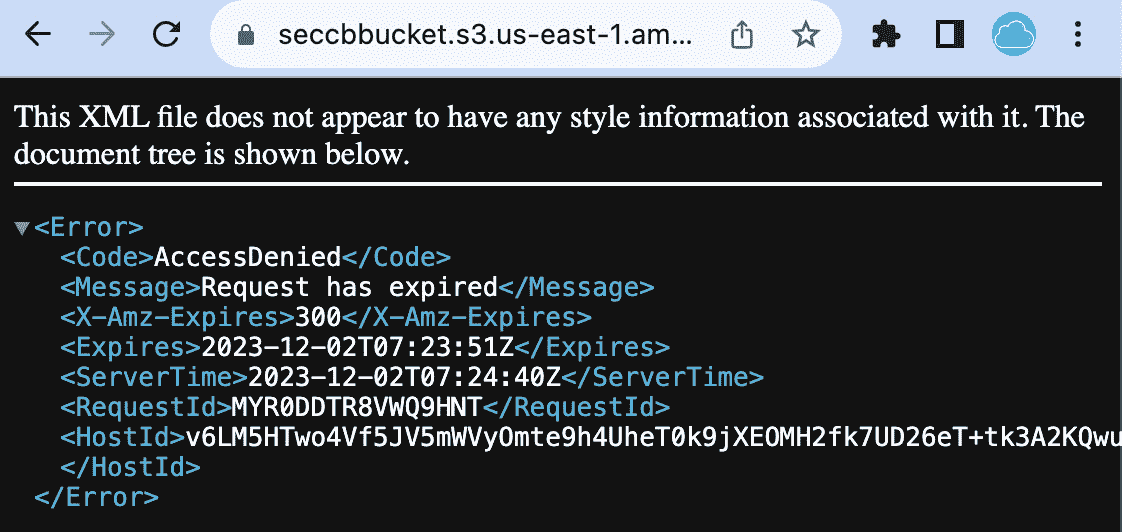 seccbbucket.s3.us-east-1.am...
This XML file does not appear to have any style information associated with it. The
document tree is shown below.
<Error>
<Code>AccessDenied</Code>
<Message>Request has expired</Message>
<X-Amz-Expires>300</X-Amz-Expires>
<Expires>2023-12-02T07:23:51Z</Expires>
<ServerTime>2023-12-02T07:24:40Z</ServerTime>
<RequestId>MYR0DDTR8VWQ9HNT</RequestId>
<HostId>v6LM5HTwo4Vf5JV5mWVyOmte9h4UheT0k9jXEOMH2fk7UD26eT+tk3A2KQwu
</HostId>
</Error>